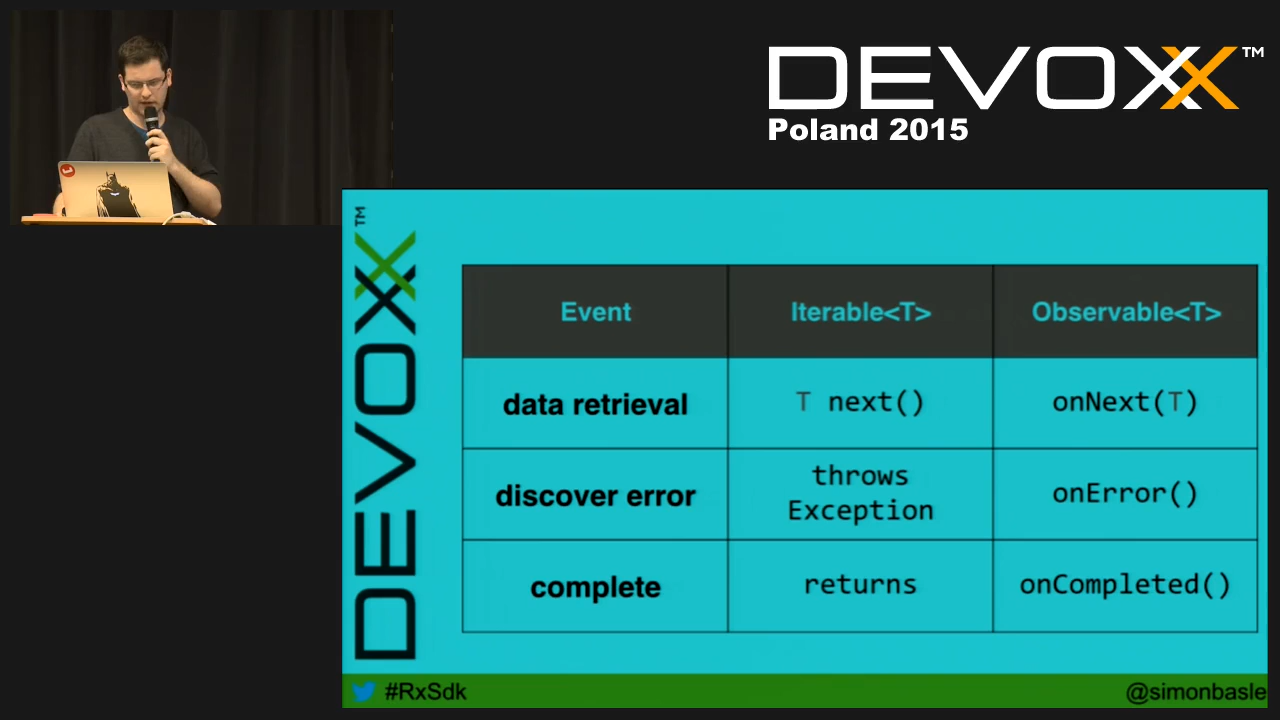 DEVOXX™
Poland 2015
DEVOXX™
Event Iterable<T> Observable<T>
data retrieval T next() onNext(T)
discover error throws Exception onError()
complete returns onCompleted()
#RxSdk
@simonbasle